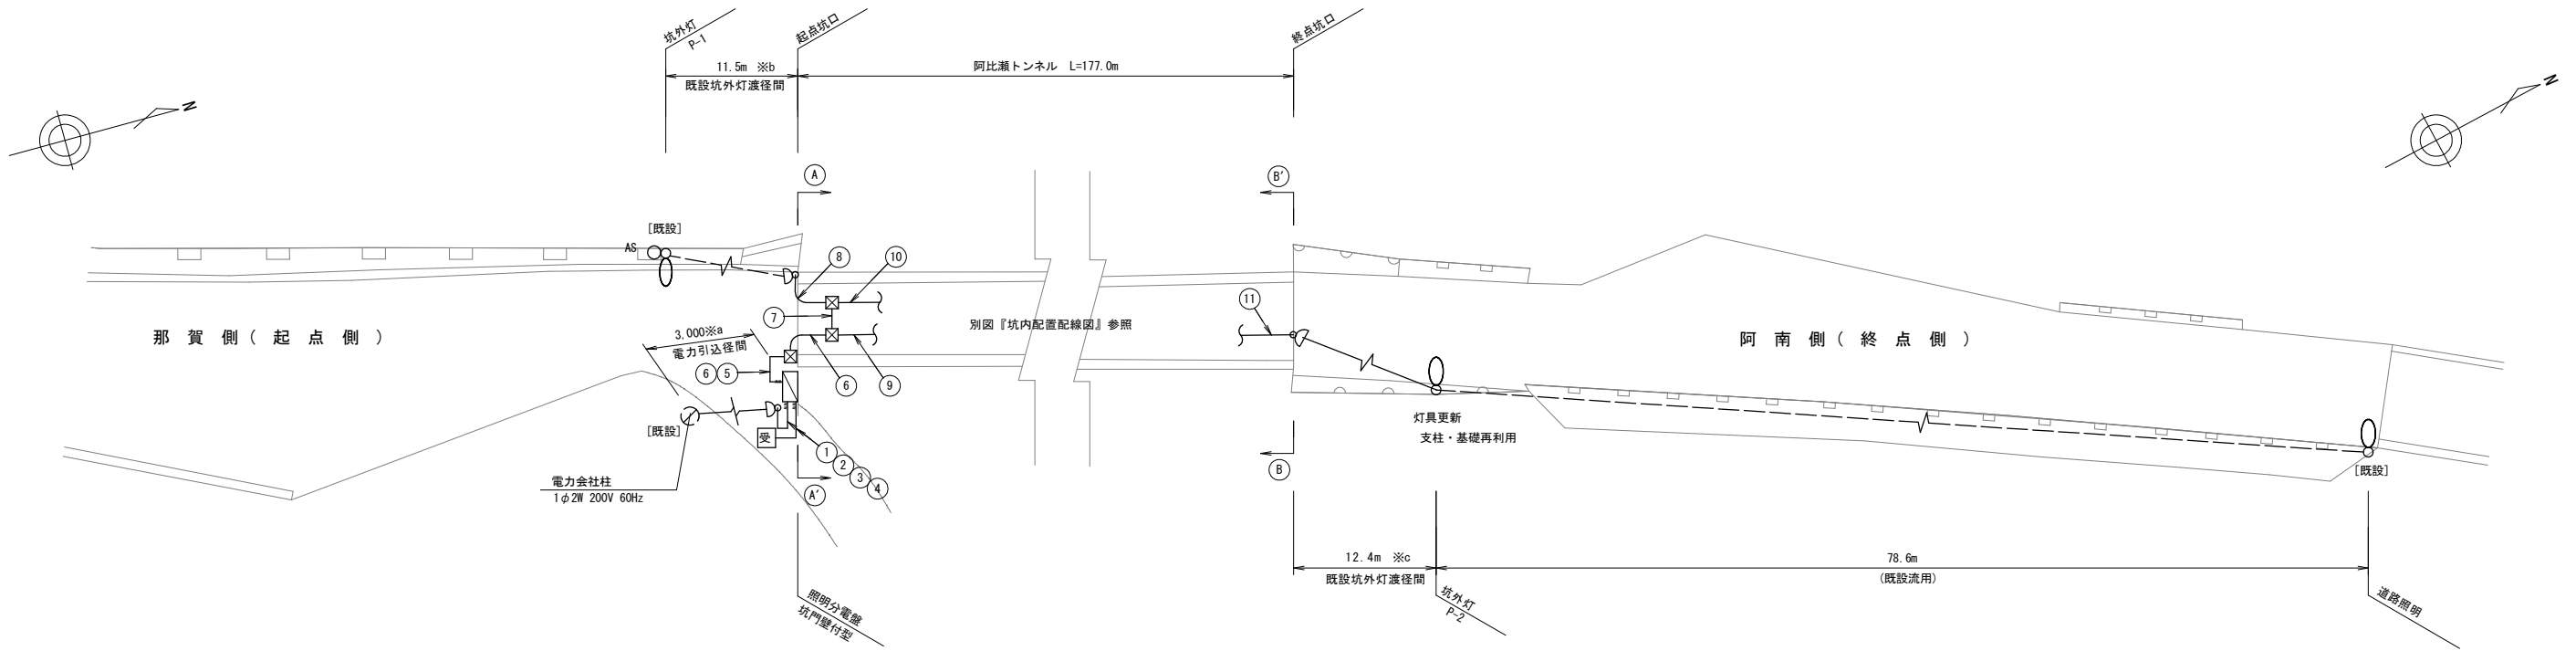 坑外灯
P-1
起点坑口
終点坑口
11.5m ※b
既設坑外灯渡径間
阿比瀬トンネル L=177.0m
N
N
A
B′
[既設]
AS
8
10
11
7
3,000※a
電力引込径間
那賀側(起点側)
別図『坑内配置配線図』参照
阿南側(終点側)
6
5
6
9
[既設]
受
灯具更新
支柱・基礎再利用
1
2
3
4
B
[既設]
電力会社柱
1φ2W 200V 60Hz
A′
12.4m ※c
既設坑外灯渡径間
78.6m
(既設流用)
照明分電盤
坑門壁付型
坑外灯
P-2
道路照明